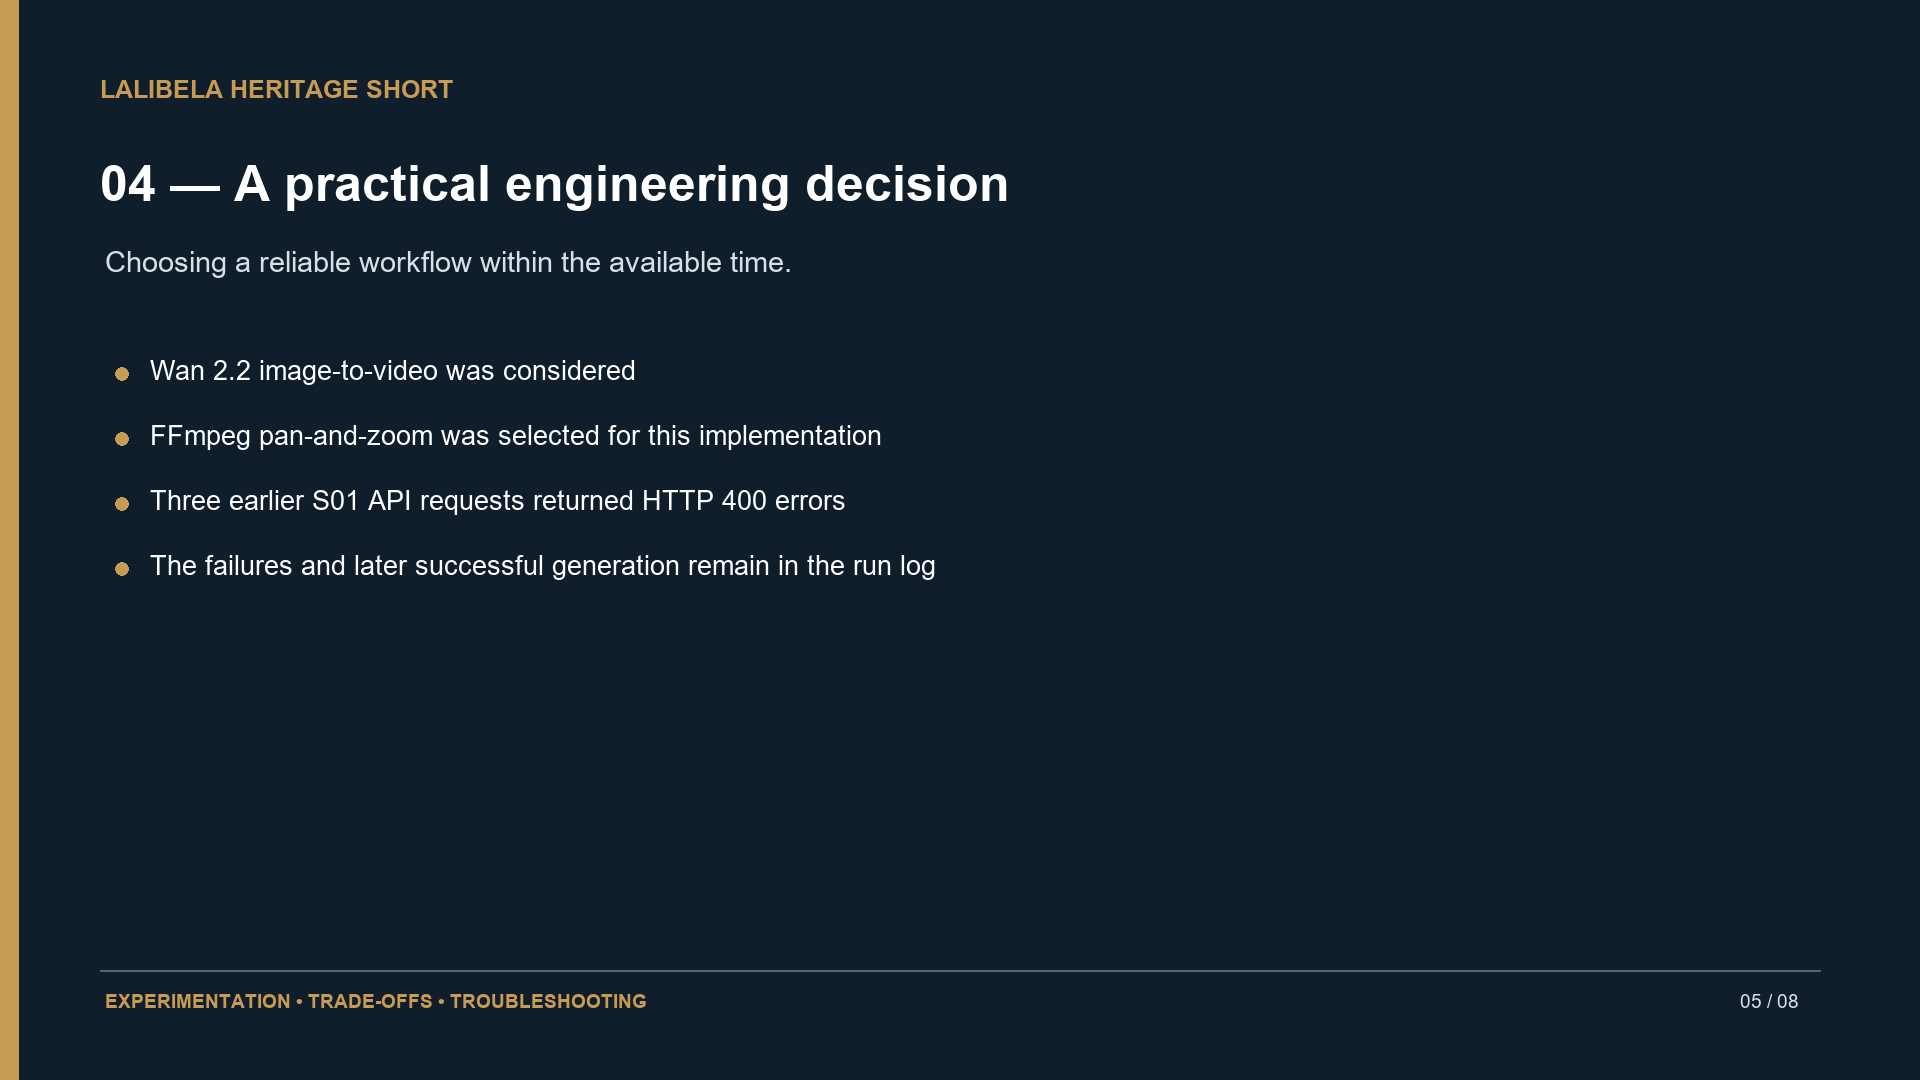 LALIBELA HERITAGE SHORT
04 — A practical engineering decision
Choosing a reliable workflow within the available time.
Wan 2.2 image-to-video was considered
FFmpeg pan-and-zoom was selected for this implementation
Three earlier S01 API requests returned HTTP 400 errors
The failures and later successful generation remain in the run log
EXPERIMENTATION • TRADE-OFFS • TROUBLESHOOTING
05 / 08